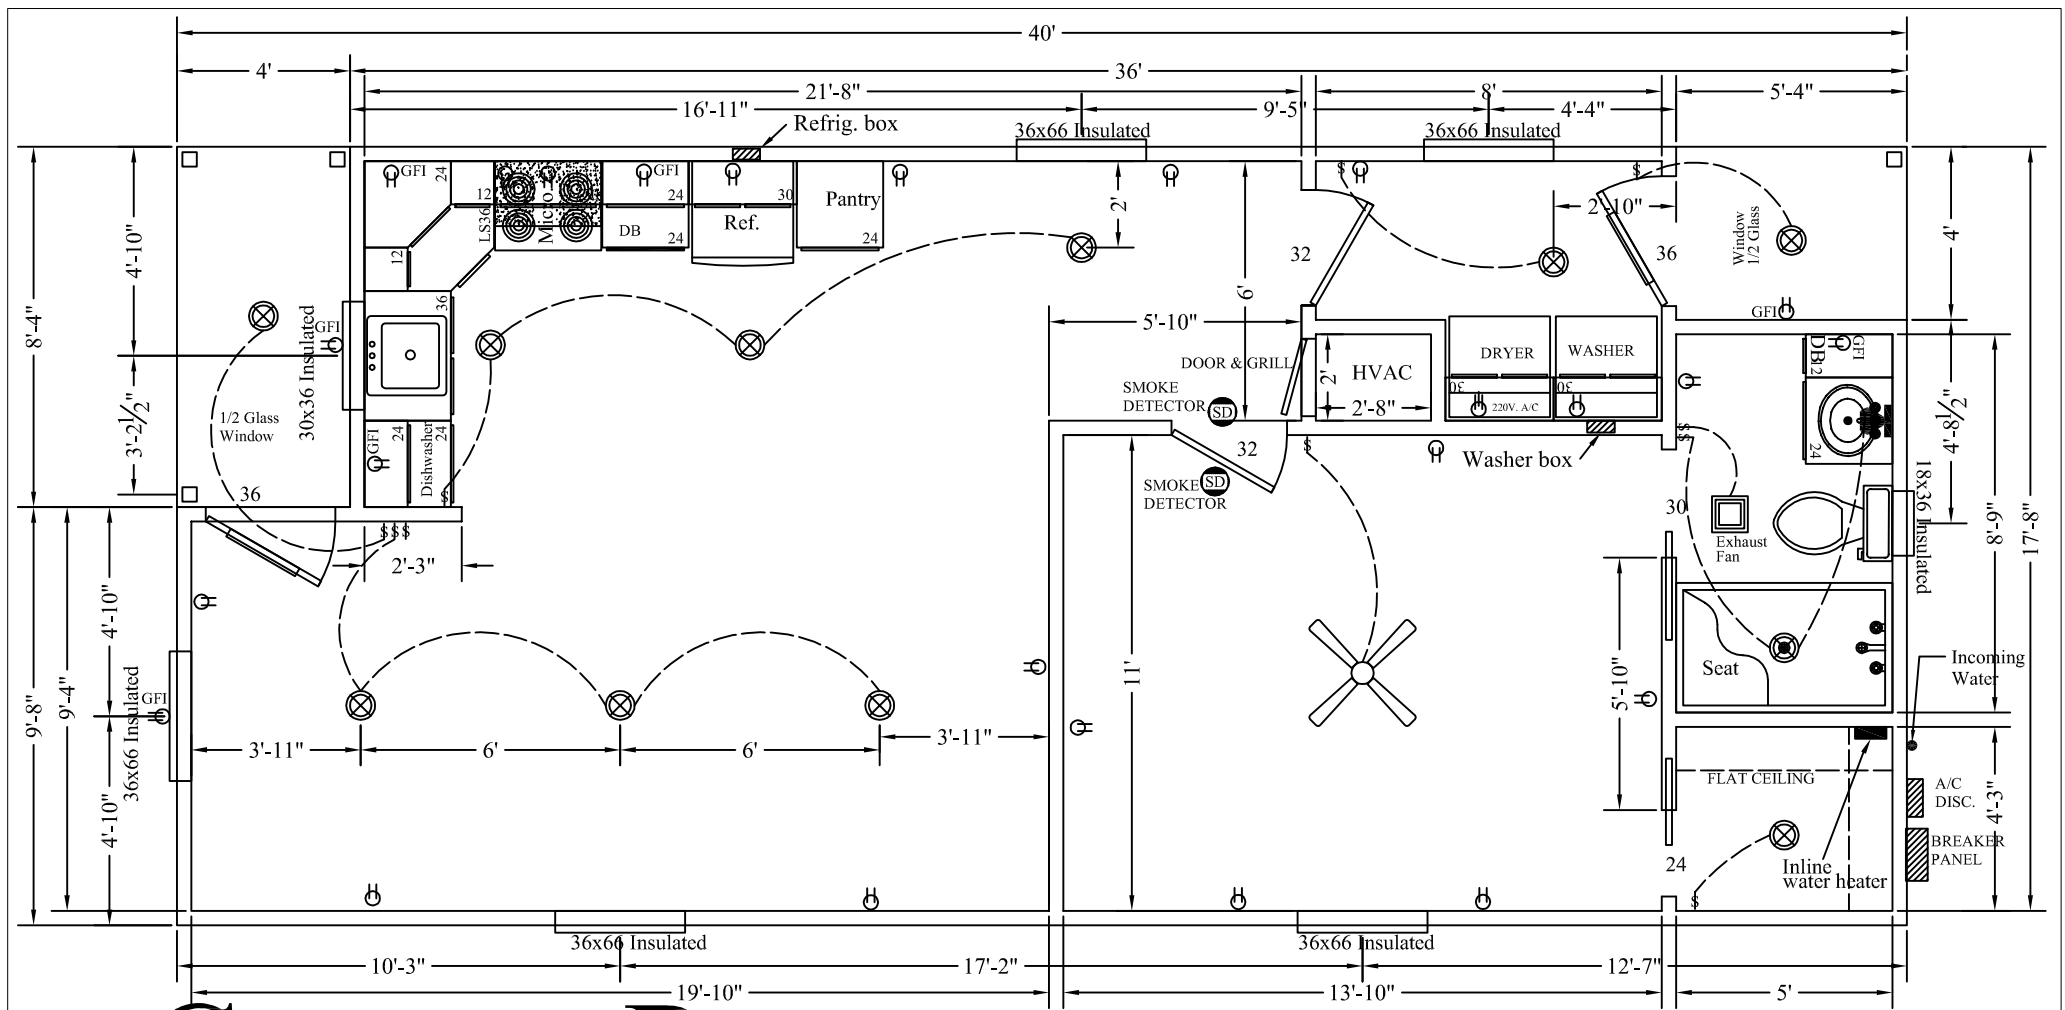 40'
4'
36'
21'-8"
8'
5'-4"
16'-11"
9'-5"
4'-4"
Refrig. box
36x66 Insulated
36x66 Insulated
GFI
24
12
LS36
Micro.
GFI
24
DB
24
30
Ref.
Pantry
24
2'
6'
32
S
S
2'-10"
36
Window
1/2 Glass
GFI
4'
4'-10"
8'-4"
3'-2½"
12
36
GFI
30x36 Insulated
1/2 Glass
Window
36
GFI
24
24
Dishwasher
S
S
S
S
2'-3"
5'-10"
DOOR & GRILL
SMOKE
DETECTOR
SD
2'
HVAC
2'-8"
DRYER
WASHER
30
30
220V. A/C
32
SMOKE
DETECTOR
SD
S
Washer box
S
S
GFI
DB12
24
4'-8½"
18x36 Insulated
30
Exhaust
Fan
8'-9"
17'-8"
Seat
5'-10"
11'
Incoming
Water
FLAT CEILING
A/C
DISC.
4'-3"
BREAKER
PANEL
24
Inline
water heater
S
4'-10"
9'-4"
9'-8"
4'-10"
36x66 Insulated
GFI
3'-11"
6'
6'
3'-11"
36x66 Insulated
36x66 Insulated
10'-3"
17'-2"
12'-7"
19'-10"
13'-10"
5'